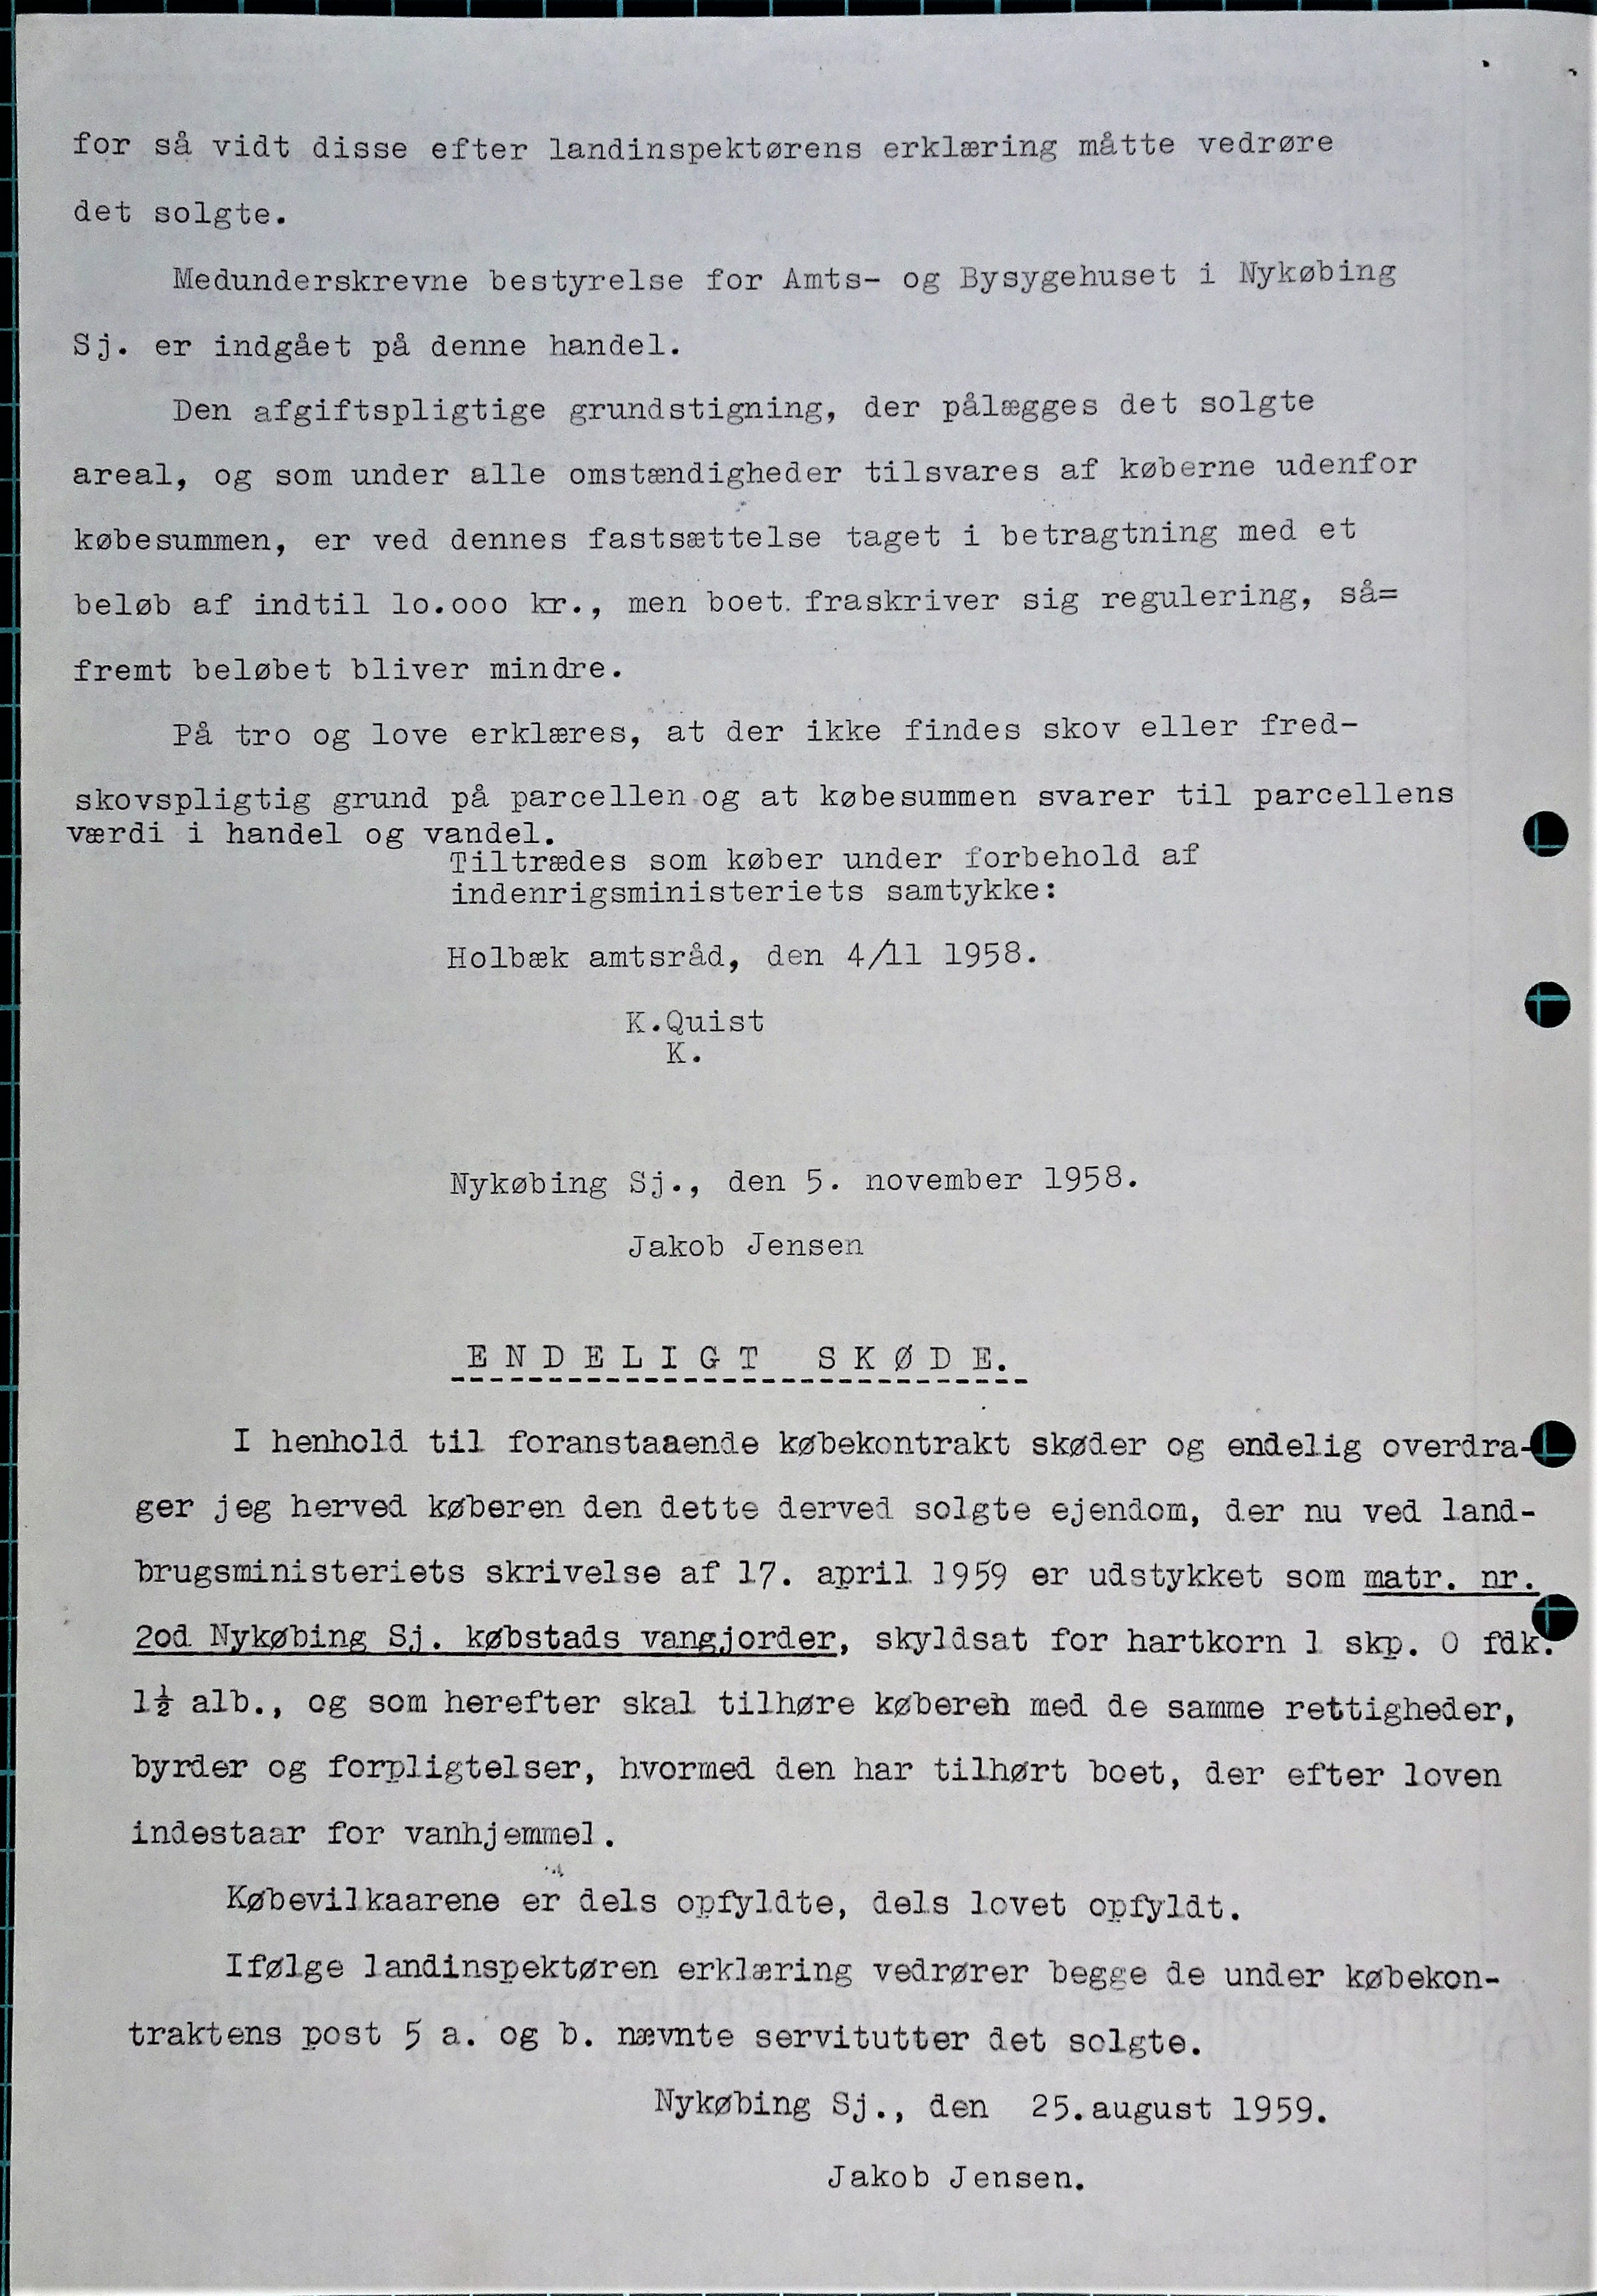 for så vidt disse efter landinspektørens erklæring måtte vedrøre
det solgte.
Medunderskrevne bestyrelse for Amts- og Bysygehuset i Nykøbing
Sj. er indgået på denne handel.
Den afgiftspligtige grundstigning, der pålægges det solgte
areal, og som under alle omstændigheder tilsvares af køberne udenfor
købesummen, er ved dennes fastsættelse taget i betragtning med et
beløb af indtil lo.ooo kr., men boet fraskriver sig regulering, så=
fremt beløbet bliver mindre.
På tro og love erklæres, at der ikke findes skov eller fred-
skovspligtig grund på parcellen og at købesummen svarer til parcellens
værdi i handel og vandel.
Tiltrædes som køber under forbehold af
indenrigsministeriets samtykke:
Holbæk amtsråd, den 4/11 1958.
K.Quist
K.
Nykøbing Sj., den 5. november 1958.
Jakob Jensen
ENDELIGT SKØDE.
I henhold til foranstaaende købekontrakt skøder og endelig overdra-
ger jeg herved køberen den dette derved solgte ejendom, der nu ved land-
brugsministeriets skrivelse af 17. april 1959 er udstykket som matr. nr.
2od Nykøbing Sj. købstads vangjorder, skyldsat for hartkorn 1 skp. 0 fdk.
1½ alb., og som herefter skal tilhøre køberen med de samme rettigheder,
byrder og forpligtelser, hvormed den har tilhørt boet, der efter loven
indestaar for vanhjemmel.
Købevilkaarene er dels opfyldte, dels lovet opfyldt.
Ifølge landinspektøren erklæring vedrører begge de under købekon-
traktens post 5 a. og b. nævnte servitutter det solgte.
Nykøbing Sj., den 25.august 1959.
Jakob Jensen.